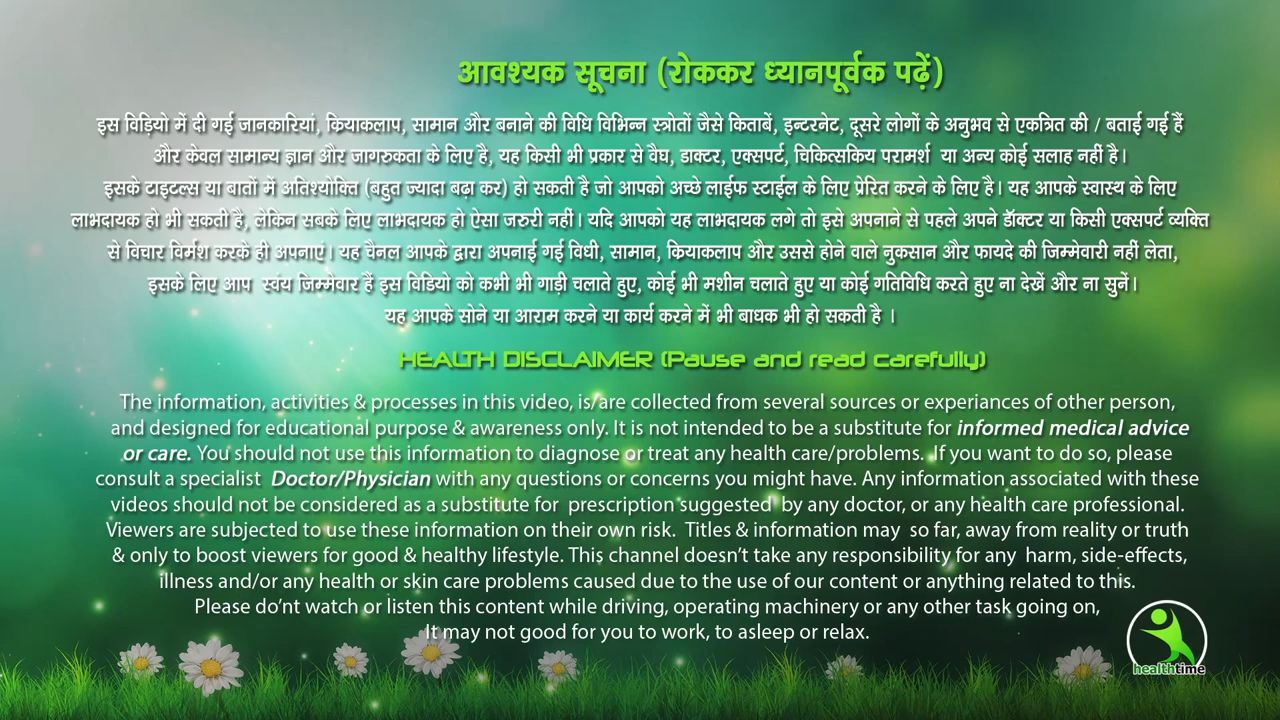 आवश्यक सूचना (रोककर ध्यानपूर्वक पढ़ें)
इस विड़ियो में दी गई जानकारियां, क्रियाकलाप, सामान और बनाने की विधि विभिन्न स्त्रोतों जैसे किताबें, इन्टरनेट, दूसरे लोगों के अनुभव से एकत्रित की / बताई गई हैं
और केवल सामान्य ज्ञान और जागरुकता के लिए है, यह किसी भी प्रकार से वैघ, डाक्टर, एक्सपर्ट, चिकित्सकिय परामर्श या अन्य कोई सलाह नहीं है।
इसके टाइटल्स या बातों में अतिश्योक्ति (बहुत ज्यादा बढ़ा कर) हो सकती है जो आपको अच्छे लाईफ स्टाईल के लिए प्रेरित करने के लिए है। यह आपके स्वास्थ के लिए
लाभदायक हो भी सकती है, लेकिन सबके लिए लाभदायक हो ऐसा जरुरी नहीं। यदि आपको यह लाभदायक लगे तो इसे अपनाने से पहले अपने डॅाक्टर या किसी एक्सपर्ट व्यक्ति
से विचार विर्मश करके ही अपनाएं। यह चैनल आपके द्वारा अपनाई गई विधी, सामान, क्रियाकलाप और उससे होने वाले नुकसान और फायदे की जिम्मेवारी नहीं लेता,
इसके लिए आप स्वंय जिम्मेवार हैं इस विडियो को कभी भी गाड़ी चलाते हुए, कोई भी मशीन चलाते हुए या कोई गतिविधि करते हुए ना देखें और ना सुनें।
यह आपके सोने या आराम करने या कार्य करने में भी बाधक भी हो सकती है ।
HEALTH DISCLAIMER (Pause and read carefully)
The information, activities & processes in this video, is/are collected from several sources or experiances of other person,
and designed for educational purpose & awareness only. It is not intended to be a substitute for informed medical advice
or care. You should not use this information to diagnose or treat any health care/problems. If you want to do so, please
consult a specialist Doctor/Physician with any questions or concerns you might have. Any information associated with these
videos should not be considered as a substitute for prescription suggested by any doctor, or any health care professional.
Viewers are subjected to use these information on their own risk. Titles & information may so far, away from reality or truth
& only to boost viewers for good & healthy lifestyle. This channel doesn't take any responsibility for any harm, side-effects,
illness and/or any health or skin care problems caused due to the use of our content or anything related to this.
Please do'nt watch or listen this content while driving, operating machinery or any other task going on,
It may not good for you to work, to asleep or relax.
healthtime